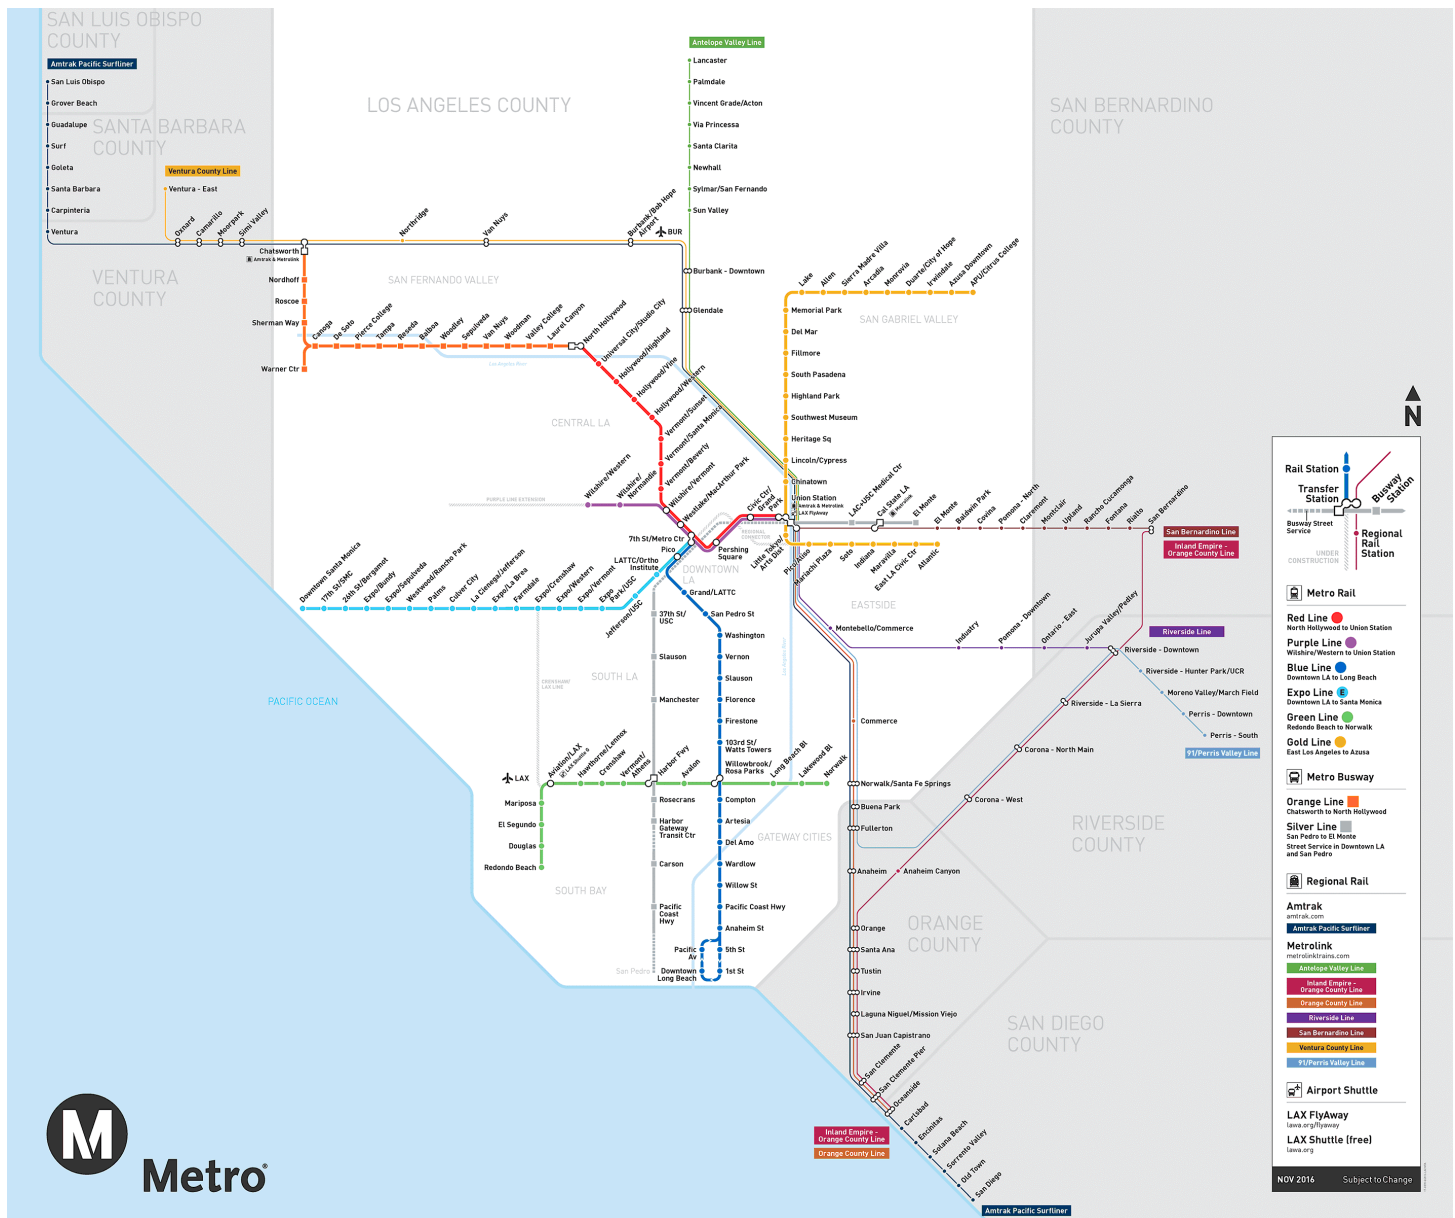 SAN LUIS OBISPO
COUNTY
Amtrak Pacific Surfliner
San Luis Obispo
Grover Beach
Guadalupe
SANTA BARBARA
COUNTY
Surf
Goleta
Santa Barbara
Carpinteria
Ventura
VENTURA
COUNTY
Ventura County Line
Ventura - East
Oxnard
Camarillo
Moorpark
Simi Valley
LOS ANGELES COUNTY
Northridge
Van Nuys
Burbank/Bob Hope
Airport
BUR
Antelope Valley Line
Lancaster
Palmdale
Vincent Grade/Acton
Via Princessa
Santa Clarita
Newhall
Sylmar/San Fernando
Sun Valley
Burbank - Downtown
Glendale
SAN BERNARDINO
COUNTY
Chatsworth
Amtrak & Metrolink
Nordhoff
Roscoe
Sherman Way
Warner Ctr
SAN FERNANDO VALLEY
Canoga
De Soto
Pierce College
Tampa
Reseda
Balboa
Woodley
Sepulveda
Van Nuys
Woodman
Valley College
Laurel Canyon
North Hollywood
Los Angeles River
Universal City/Studio City
Hollywood/Highland
Hollywood/Vine
Hollywood/Western
Vermont/Sunset
Vermont/Santa Monica
Vermont/Beverly
Wilshire/Vermont
Westlake/MacArthur Park
CENTRAL LA
PURPLE LINE EXTENSION
Wilshire/Western
Wilshire/
Normandie
Civic Ctr/
Grand
Park
REGIONAL
CONNECTOR
7th St/Metro Ctr
Pico
Pershing
Square
LATTC/Ortho
Institute
DOWNTOWN
LA
Lake
Allen
Sierra Madre Villa
Arcadia
Monrovia
Duarte/City of Hope
Irwindale
Azusa Downtown
APU/Citrus College
SAN GABRIEL VALLEY
Memorial Park
Del Mar
Fillmore
South Pasadena
Highland Park
Southwest Museum
Heritage Sq
Lincoln/Cypress
Chinatown
Union Station
Amtrak & Metrolink
LAX FlyAway
LAC+USC Medical Ctr
Cal State LA
Metrolink
El Monte
El Monte
Baldwin Park
Covina
Pomona - North
Claremont
Montclair
Upland
Rancho Cucamonga
Fontana
Rialto
San Bernardino
San Bernardino Line
Inland Empire -
Orange County Line
Little Tokyo/
Arts Dist
Pico/Aliso
Mariachi Plaza
Soto
Indiana
Maravilla
East LA Civic Ctr
Atlantic
EASTSIDE
Downtown Santa Monica
17th St/SMC
26th St/Bergamot
Expo/Bundy
Expo/Sepulveda
Westwood/Rancho Park
Palms
Culver City
La Cienega/Jefferson
Expo/La Brea
Farmdale
Expo/Crenshaw
Expo/Western
Expo/Vermont
Expo
Park/USC
Jefferson/USC
CRENSHAW/
LAX LINE
PACIFIC OCEAN
37th St/
USC
Slauson
Manchester
SOUTH LA
Grand/LATTC
San Pedro St
Washington
Vernon
Slauson
Florence
Firestone
103rd St/
Watts Towers
Willowbrook/
Rosa Parks
Los Angeles River
Montebello/Commerce
Industry
Pomona - Downtown
Ontario - East
Jurupa Valley/Pedley
Riverside Line
Riverside - Downtown
Riverside - Hunter Park/UCR
Moreno Valley/March Field
Perris - Downtown
Perris - South
91/Perris Valley Line
Riverside - La Sierra
Corona - North Main
Corona - West
Commerce
LAX
Aviation/LAX
LAX Shuttle G
Hawthorne/Lennox
Crenshaw
Vermont/
Athens
Harbor Fwy
Avalon
Long Beach Bl
Lakewood Bl
Norwalk
Mariposa
El Segundo
Douglas
Redondo Beach
SOUTH BAY
Rosecrans
Harbor
Gateway
Transit Ctr
Carson
Pacific
Coast
Hwy
San Pedro
Compton
Artesia
Del Amo
Wardlow
Willow St
Pacific Coast Hwy
Anaheim St
Pacific
Av
5th St
Downtown
Long Beach
1st St
GATEWAY CITIES
Norwalk/Santa Fe Springs
Buena Park
Fullerton
Anaheim
Anaheim Canyon
Orange
Santa Ana
Tustin
Irvine
Laguna Niguel/Mission Viejo
San Juan Capistrano
San Clemente
San Clemente Pier
Oceanside
Carlsbad
Encinitas
Solana Beach
Sorrento Valley
Old Town
San Diego
RIVERSIDE
COUNTY
ORANGE
COUNTY
SAN DIEGO
COUNTY
Inland Empire -
Orange County Line
Orange County Line
Amtrak Pacific Surfliner
M
Metro
N
Rail Station
Transfer
Station
Busway
Station
Busway Street
Service
Regional
Rail
Station
UNDER
CONSTRUCTION
Metro Rail
Red Line
North Hollywood to Union Station
Purple Line
Wilshire/Western to Union Station
Blue Line
Downtown LA to Long Beach
Expo Line E
Downtown LA to Santa Monica
Green Line
Redondo Beach to Norwalk
Gold Line
East Los Angeles to Azusa
Metro Busway
Orange Line
Chatsworth to North Hollywood
Silver Line
San Pedro to El Monte
Street Service in Downtown LA
and San Pedro
Regional Rail
Amtrak
amtrak.com
Amtrak Pacific Surfliner
Metrolink
metrolinktrains.com
Antelope Valley Line
Inland Empire -
Orange County Line
Orange County Line
Riverside Line
San Bernardino Line
Ventura County Line
91/Perris Valley Line
Airport Shuttle
LAX FlyAway
lawa.org/flyaway
LAX Shuttle (free)
lawa.org
NOV 2016 Subject to Change